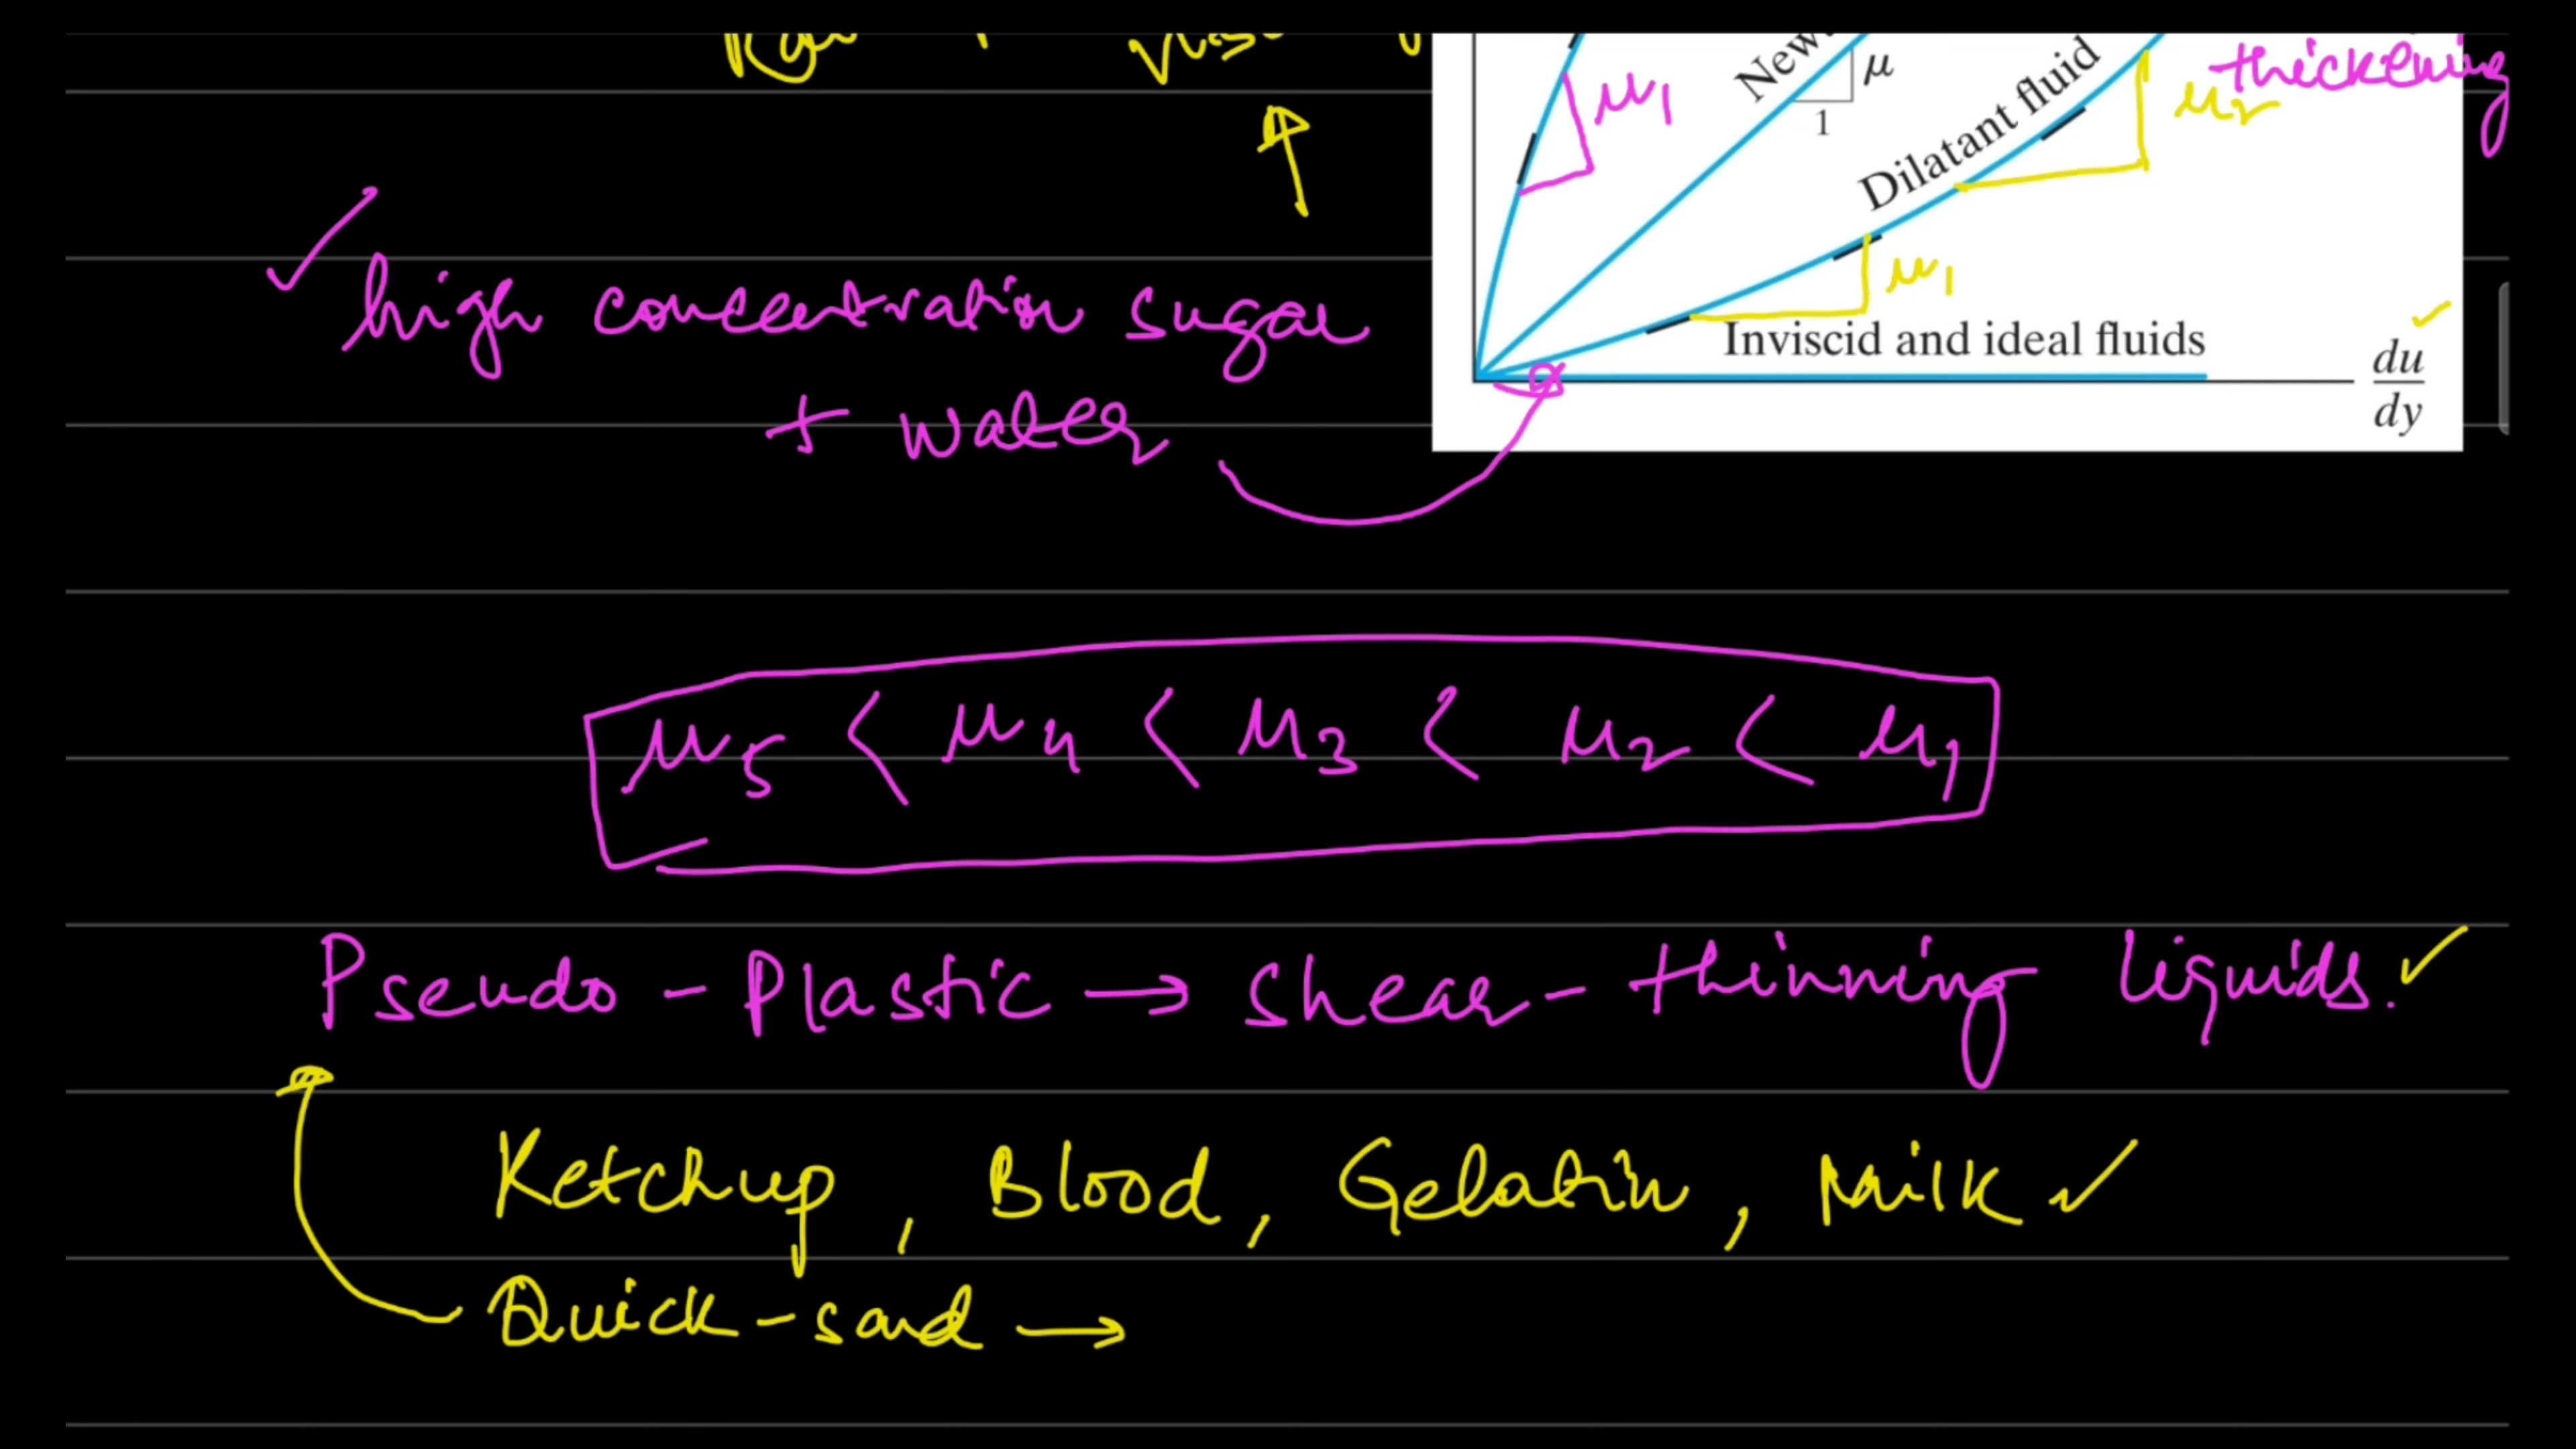 thickening
μ1
New
μ
1
Dilatant fluid
μ2
μ1
Inviscid and ideal fluids
du
dy
high concentration sugar
+ water
μ5 < μ4 < μ3 < μ2 < μ1
Pseudo - Plastic → shear - thinning liquids.
Ketchup, Blood, Gelatin, Milk
Quick - sand →